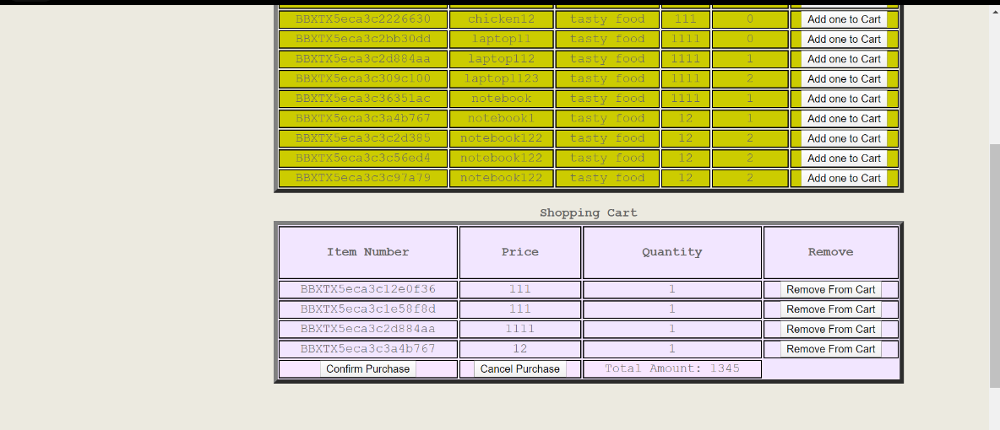 BBXTX5eca3c2226630 chicken12 tasty food 111 0 Add one to Cart
BBXTX5eca3c2bb30dd laptop11 tasty food 1111 0 Add one to Cart
BBXTX5eca3c2d884aa laptop112 tasty food 1111 1 Add one to Cart
BBXTX5eca3c309c100 laptop1123 tasty food 1111 2 Add one to Cart
BBXTX5eca3c36351ac notebook tasty food 1111 1 Add one to Cart
BBXTX5eca3c3a4b767 notebook1 tasty food 12 1 Add one to Cart
BBXTX5eca3c3c2d385 notebook122 tasty food 12 2 Add one to Cart
BBXTX5eca3c3c56ed4 notebook122 tasty food 12 2 Add one to Cart
BBXTX5eca3c3c97a79 notebook122 tasty food 12 2 Add one to Cart
Shopping Cart
Item Number Price Quantity Remove
BBXTX5eca3c12e0f36 111 1 Remove From Cart
BBXTX5eca3c1e58f8d 111 1 Remove From Cart
BBXTX5eca3c2d884aa 1111 1 Remove From Cart
BBXTX5eca3c3a4b767 12 1 Remove From Cart
Confirm Purchase Cancel Purchase Total Amount: 1345